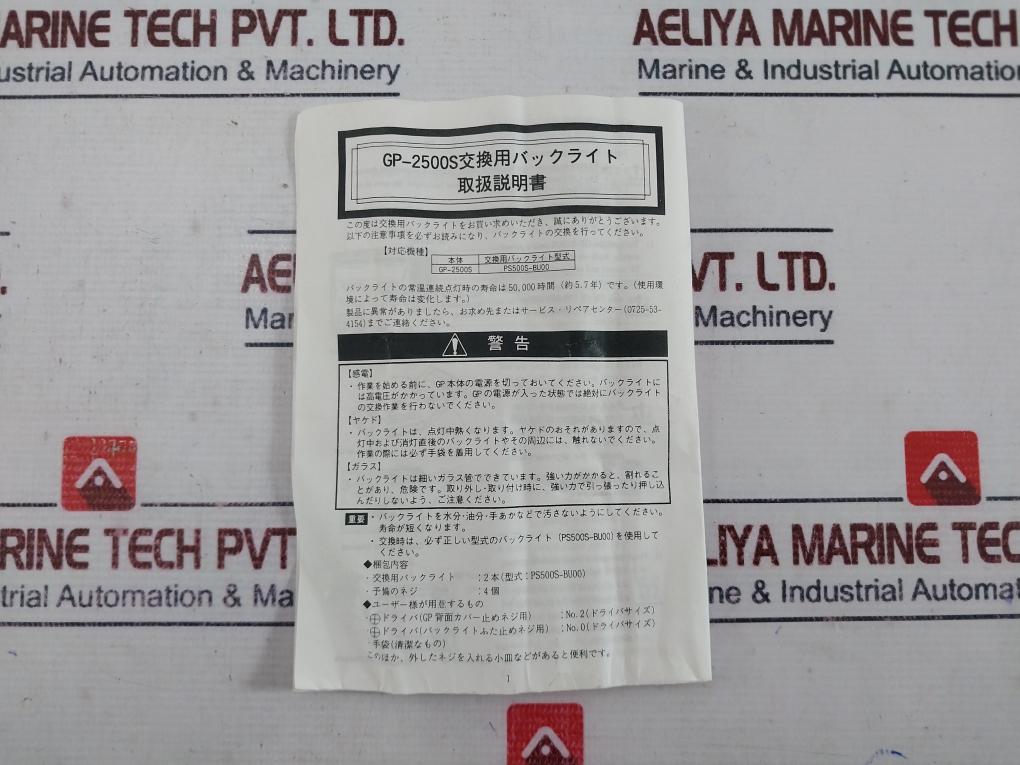 ARINE TECH PVT. LTD.
ustrial Automation & Machinery
AELIYA MARINE TECH
Marine & Industrial Automation
GP-2500S交換用バックライト
取扱説明書
この度は交換用バックライトをお買い求めいただき、誠にありがとうございます。
以下の注意事項を必ずお読みになり、バックライトの交換を行ってください。
【対応機種】
本体 交換用バックライト型式
GP-2500S PS500S-BU00
バックライトの常温連続点灯時の寿命は50,000時間(約5.7年)です。(使用環
境によって寿命は変化します。)
製品に異常がありましたら、お求め先またはサービス・リペアセンター(0725-53-
4154)までご連絡ください。
警告
【感電】
・作業を始める前に、GP本体の電源を切っておいてください。バックライトに
は高電圧がかかっています。GPの電源が入った状態では絶対にバックライト
の交換作業を行わないでください。
【ヤケド】
・バックライトは、点灯中熱くなります。ヤケドのおそれがありますので、点
灯中および消灯直後のバックライトやその周辺には、触れないでください。
作業の際には必ず手袋を着用してください。
【ガラス】
・バックライトは細いガラス管でできています。強い力がかかると、割れるこ
とがあり、危険です。取り外し・取り付け時に、強い力で引っ張ったり押し込
んだりしないよう、ご注意ください。
重要 ・バックライトを水分・油分・手あかなどで汚さないようにしてください。
寿命が短くなります。
・交換時は、必ず正しい型式のバックライト(PS500S-BU00)を使用して
ください。
◆梱包内容
・交換用バックライト :2本(型式:PS500S-BU00)
・予備のネジ :4個
◆ユーザー様が用意するもの
・⊕ドライバ(GP背面カバー止めネジ用) :No.2(ドライバサイズ)
・⊕ドライバ(バックライトふた止めネジ用) :No.0(ドライバサイズ)
・手袋(清潔なもの)
このほか、外したネジを入れる小皿などがあると便利です。
1
AE
Mar
VT. LTD.
Machinery
RINE TECH PVT
trial Automation & Ma
LIYA MARINE TEC
ne & Industrial Automa